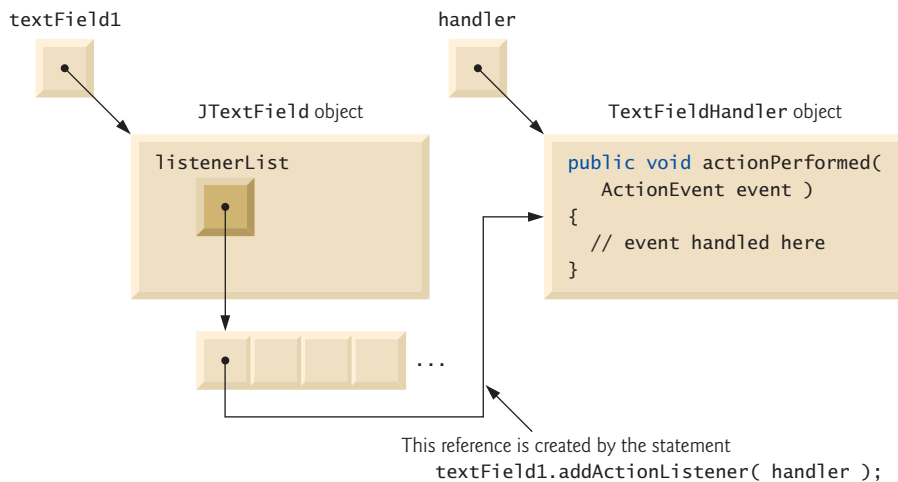 textField1
handler
JTextField object
TextFieldHandler object
listenerList
public void actionPerformed(
ActionEvent event )
{
// event handled here
}
...
This reference is created by the statement
textField1.addActionListener( handler );